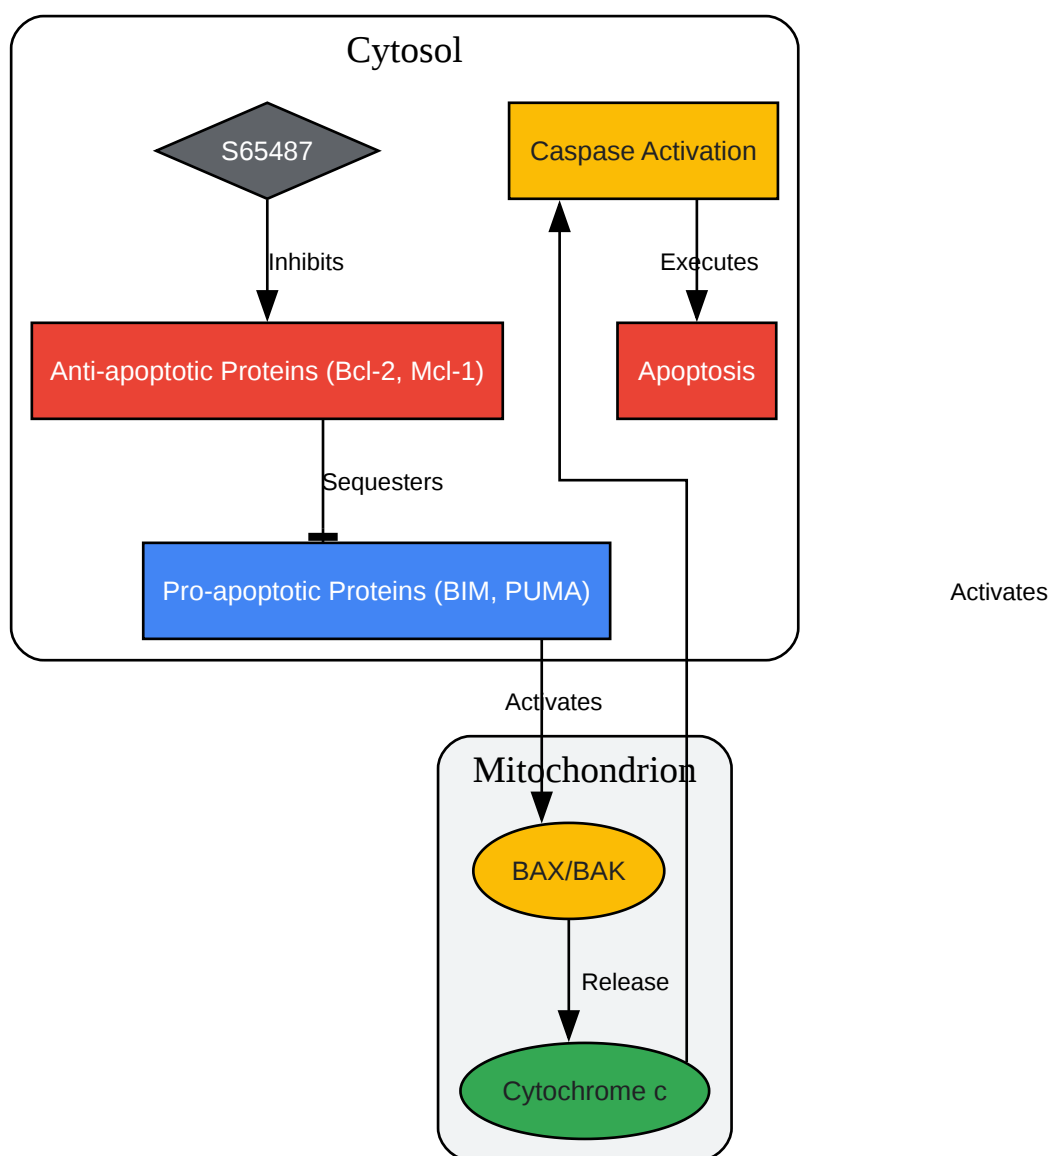 Cytosol
S65487
Caspase Activation
Inhibits
Executes
Anti-apoptotic Proteins (Bcl-2, Mcl-1)
Apoptosis
Sequesters
Pro-apoptotic Proteins (BIM, PUMA)
Activates
Activates
Mitochondrion
BAX/BAK
Release
Cytochrome c